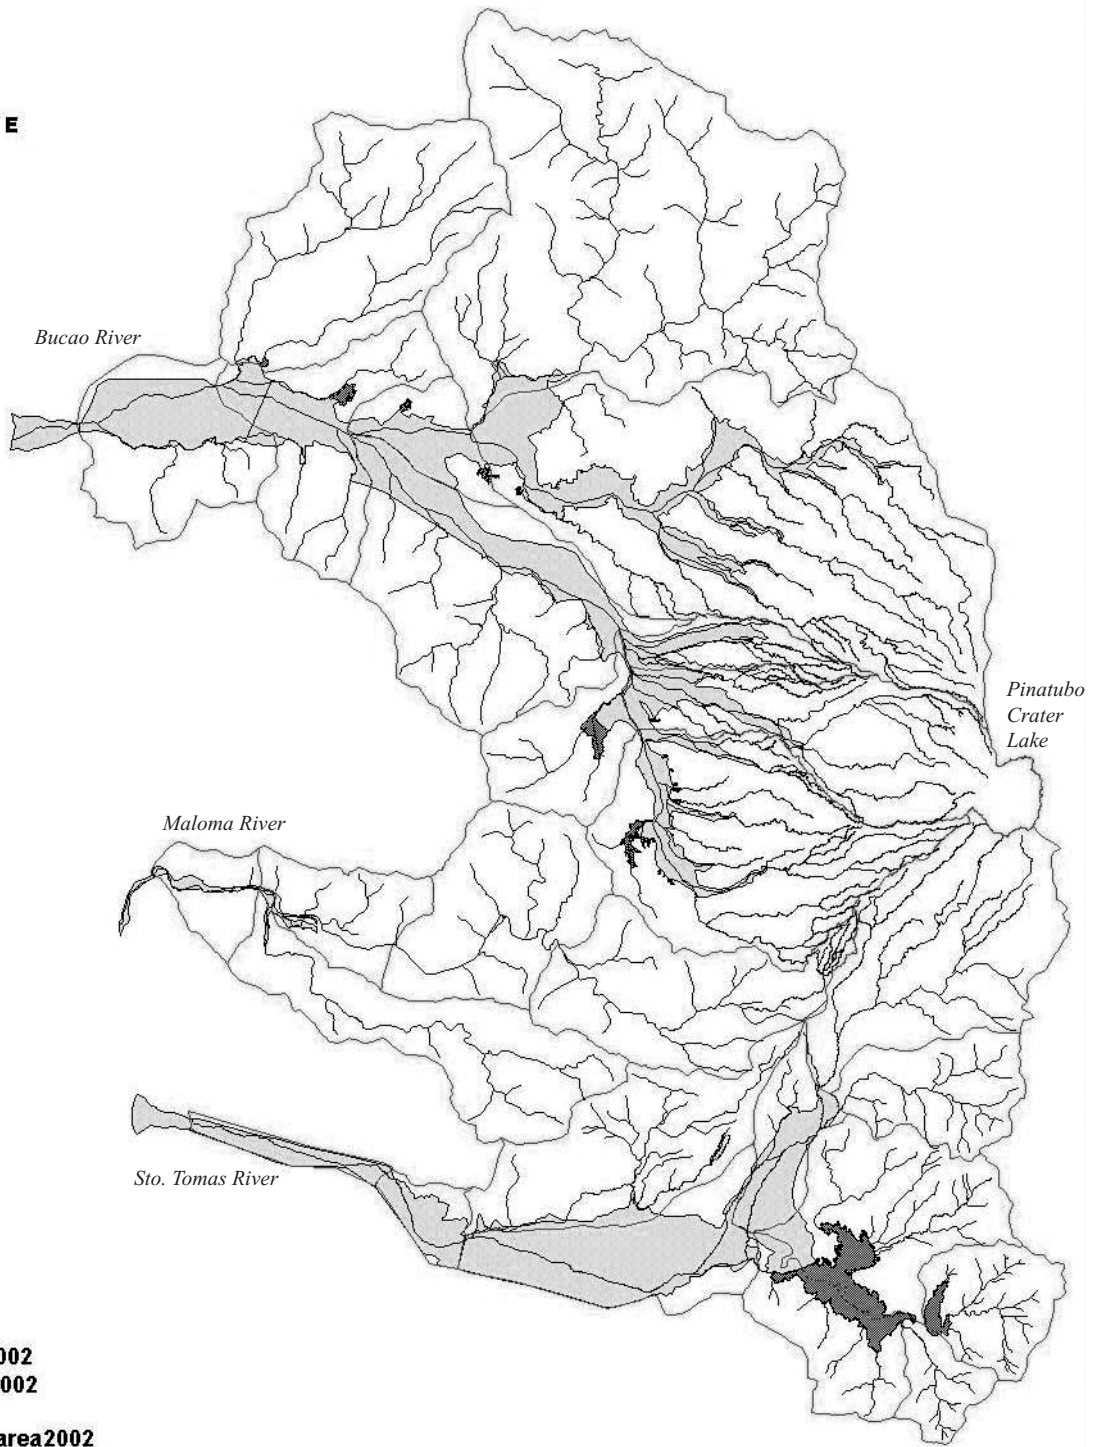 E
Bucao River
Pinatubo
Crater
Lake
Maloma River
Sto. Tomas River
002
002
area2002